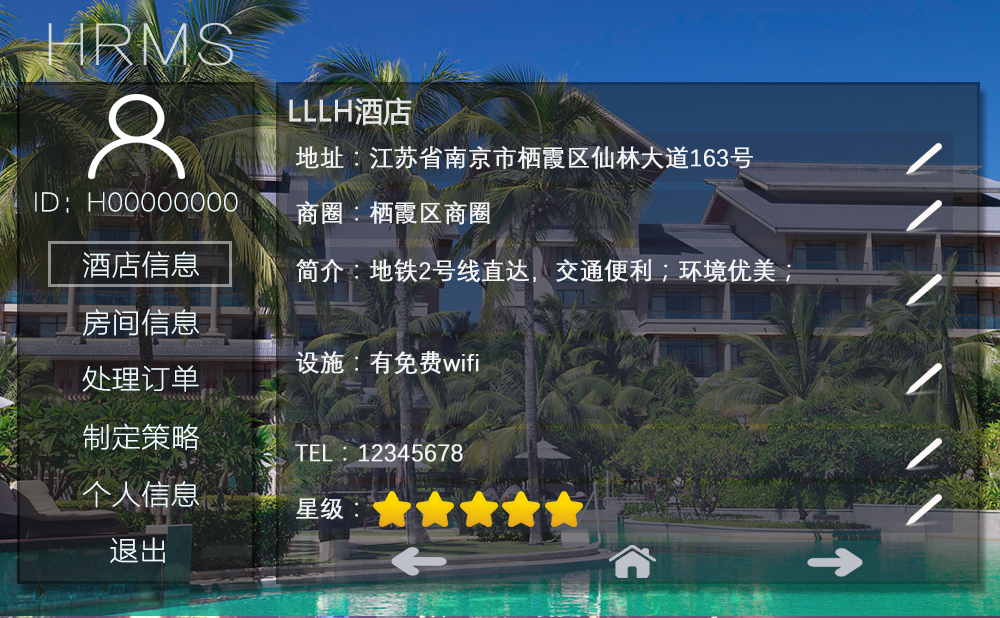 HRMS
ID：H00000000
酒店信息
房间信息
处理订单
制定策略
个人信息
退出
LLLH酒店
地址：江苏省南京市栖霞区仙林大道163号
商圈：栖霞区商圈
简介：地铁2号线直达，交通便利；环境优美；
设施：有免费wifi
TEL：12345678
星级：